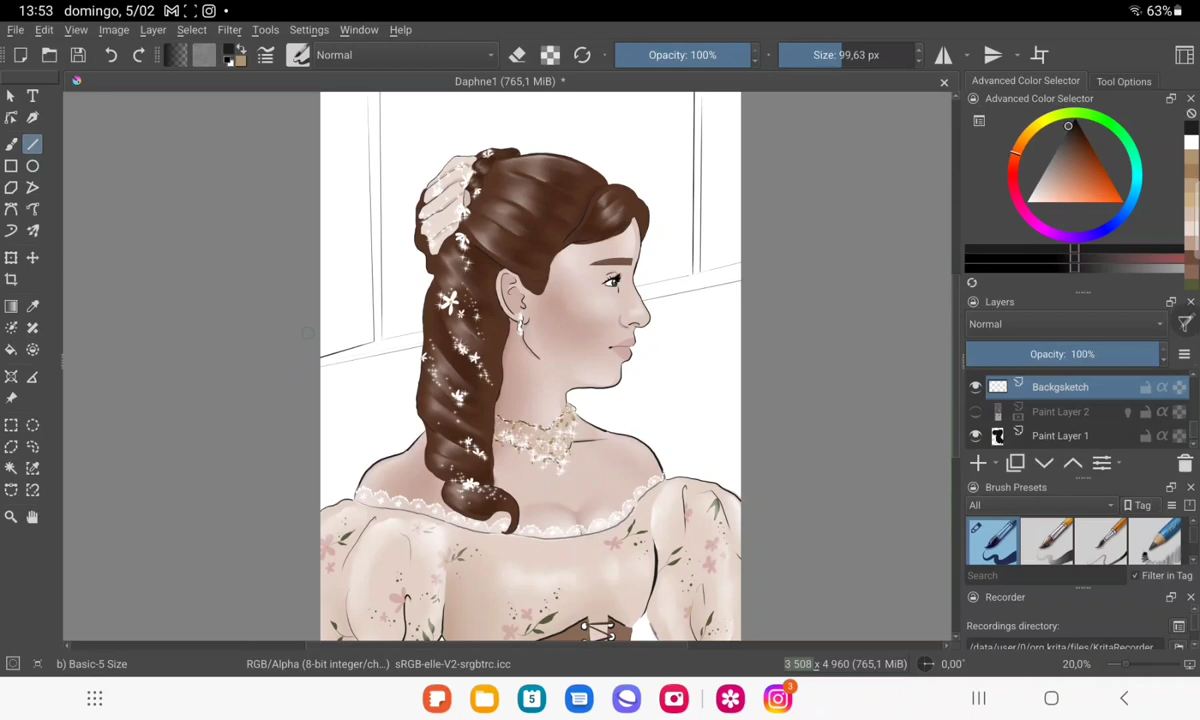 13:53 domingo, 5/02 63%
File Edit View Image Layer Select Filter Tools Settings Window Help
Normal Opacity: 100% Size: 99,63 px
Daphne1 (765,1 MiB) *
Advanced Color Selector Tool Options
Advanced Color Selector
Layers
Normal
Opacity: 100%
Backgsketch
Paint Layer 2
Paint Layer 1
Brush Presets
All Tag
Search Filter in Tag
Recorder
Recordings directory:
/data/user/0/org.krita/files/KritaRecorder
b) Basic-5 Size RGB/Alpha (8-bit integer/ch...) sRGB-elle-V2-srgbtrc.icc 3 508 x 4 960 (765,1 MiB) 0,00° 20,0%
5
3